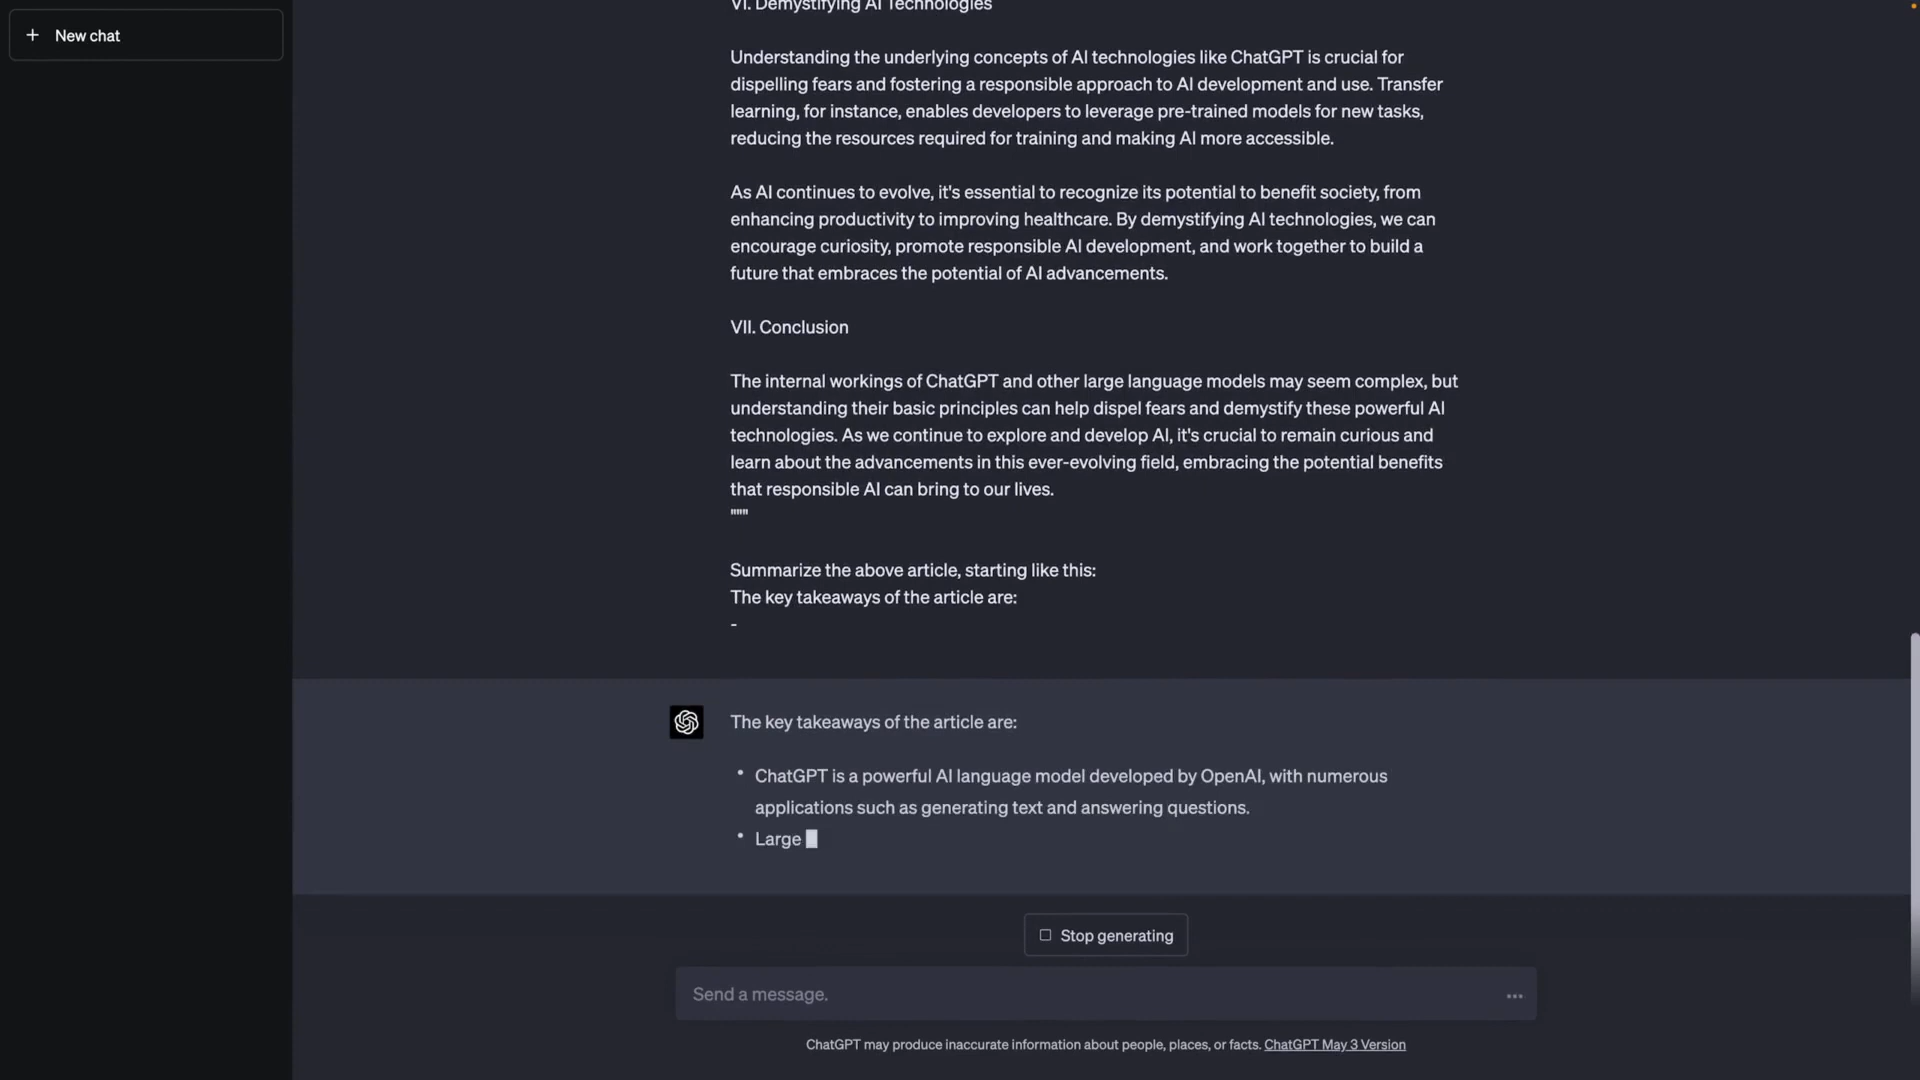 New chat
VI. Demystifying AI Technologies
Understanding the underlying concepts of AI technologies like ChatGPT is crucial for
dispelling fears and fostering a responsible approach to AI development and use. Transfer
learning, for instance, enables developers to leverage pre-trained models for new tasks,
reducing the resources required for training and making AI more accessible.
As AI continues to evolve, it's essential to recognize its potential to benefit society, from
enhancing productivity to improving healthcare. By demystifying AI technologies, we can
encourage curiosity, promote responsible AI development, and work together to build a
future that embraces the potential of AI advancements.
VII. Conclusion
The internal workings of ChatGPT and other large language models may seem complex, but
understanding their basic principles can help dispel fears and demystify these powerful AI
technologies. As we continue to explore and develop AI, it's crucial to remain curious and
learn about the advancements in this ever-evolving field, embracing the potential benefits
that responsible AI can bring to our lives.
"""
Summarize the above article, starting like this:
The key takeaways of the article are:
-
The key takeaways of the article are:
• ChatGPT is a powerful AI language model developed by OpenAI, with numerous
applications such as generating text and answering questions.
• Large
Stop generating
Send a message.
ChatGPT may produce inaccurate information about people, places, or facts. ChatGPT May 3 Version